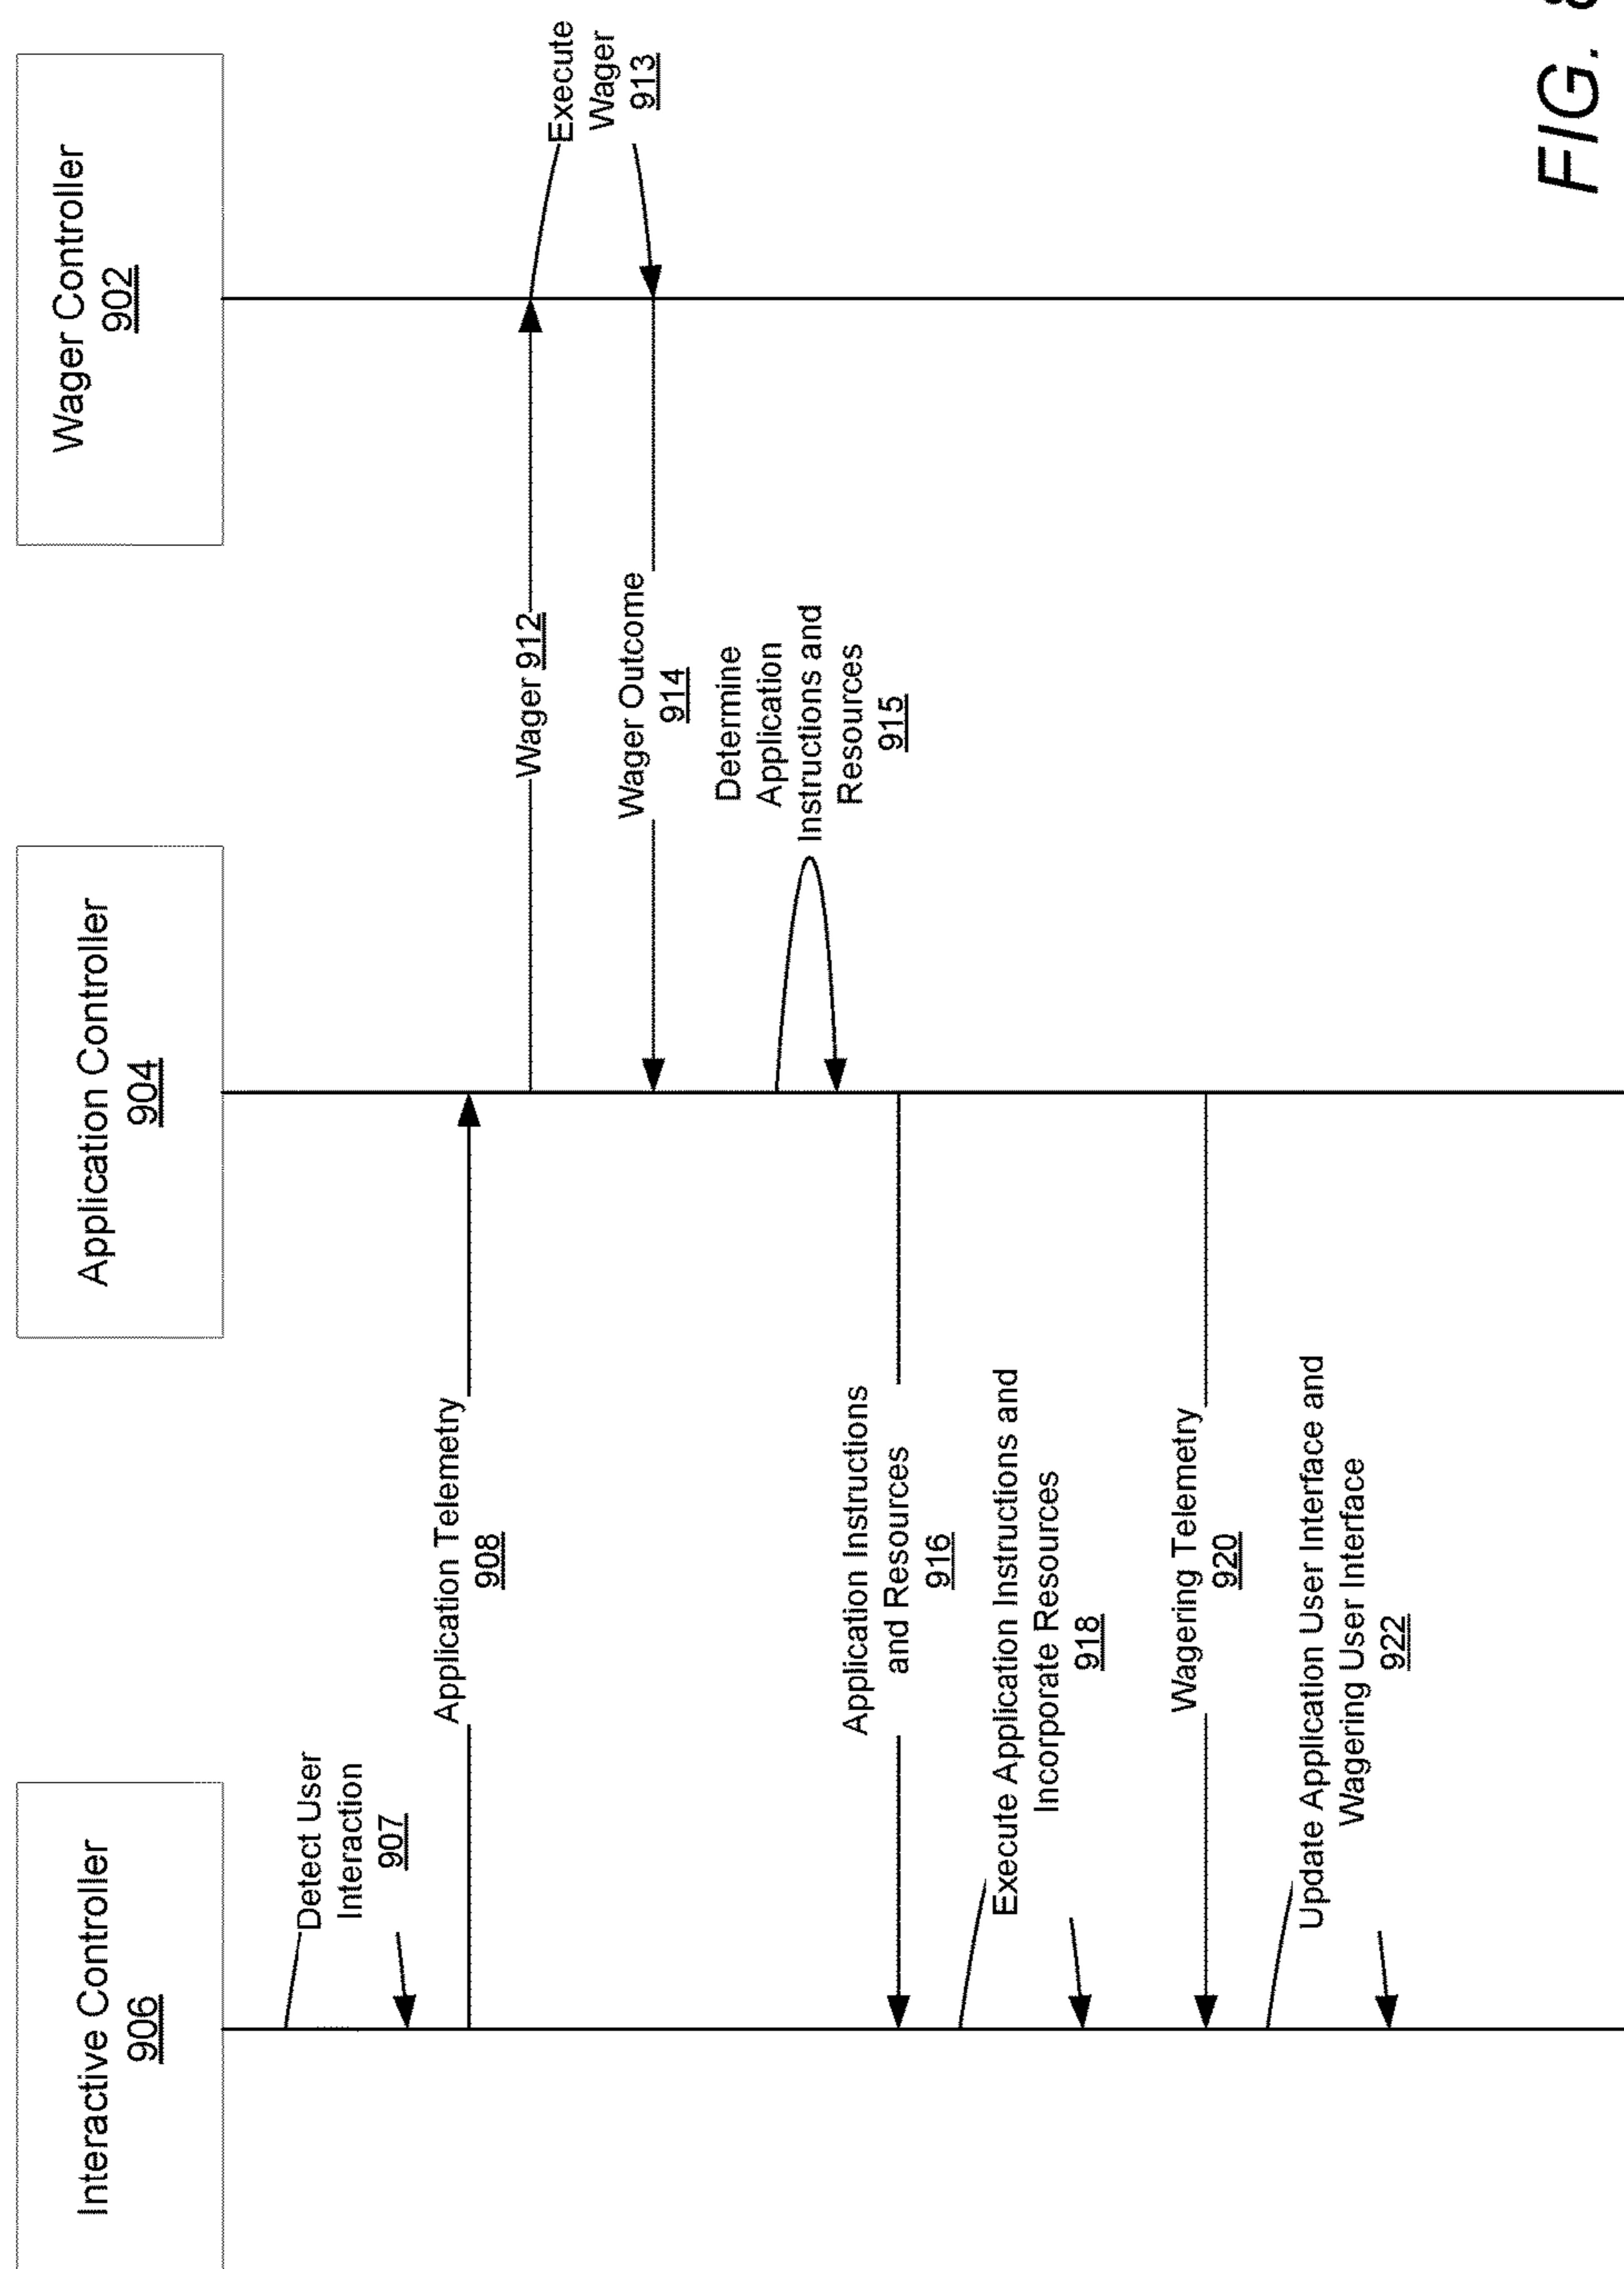 Interactive Controller
906
Application Controller
904
Wager Controller
902
Detect User
Interaction
907
Application Telemetry
908
Wager 912
Execute
Wager
913
Wager Outcome
914
Determine
Application
Instructions and
Resources
915
Application Instructions
and Resources
916
Execute Application Instructions and
Incorporate Resources
918
Wagering Telemetry
920
Update Application User Interface and
Wagering User Interface
922
FIG.